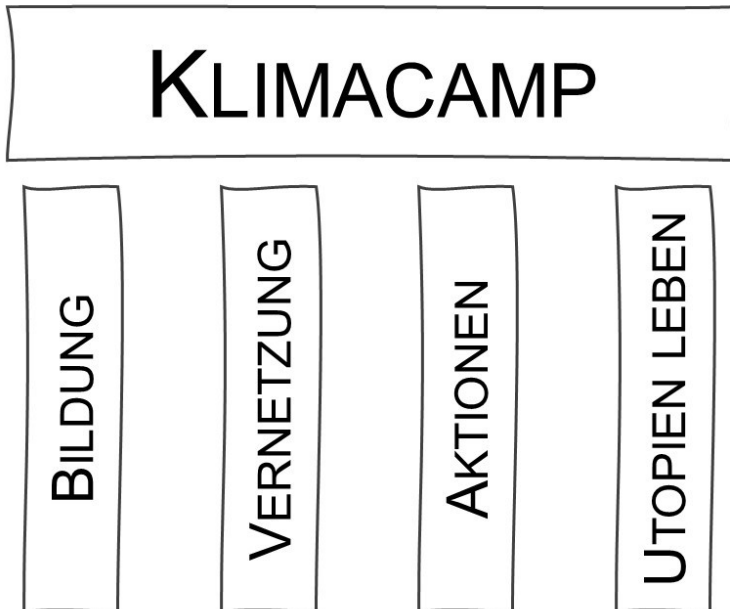 KLIMACAMP
BILDUNG
VERNETZUNG
AKTIONEN
UTOPIEN LEBEN